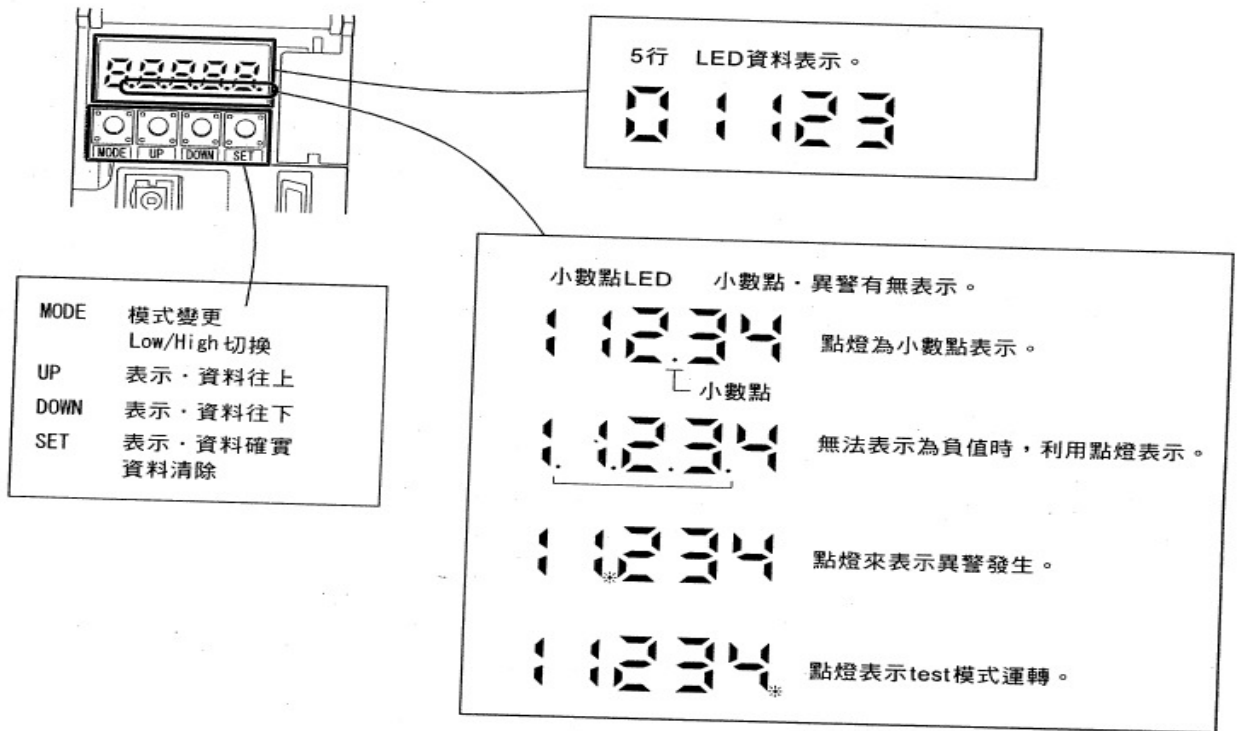 88888
MODE UP DOWN SET
5行 LED資料表示。
01123
MODE 模式變更
Low/High切換
UP 表示・資料往上
DOWN 表示・資料往下
SET 表示・資料確實
資料清除
小數點LED 小數點・異警有無表示。
112.34 點燈為小數點表示。
小數點
1.1.2.3.4 無法表示為負值時,利用點燈表示。
11234 點燈來表示異警發生。
11234 點燈表示test模式運轉。